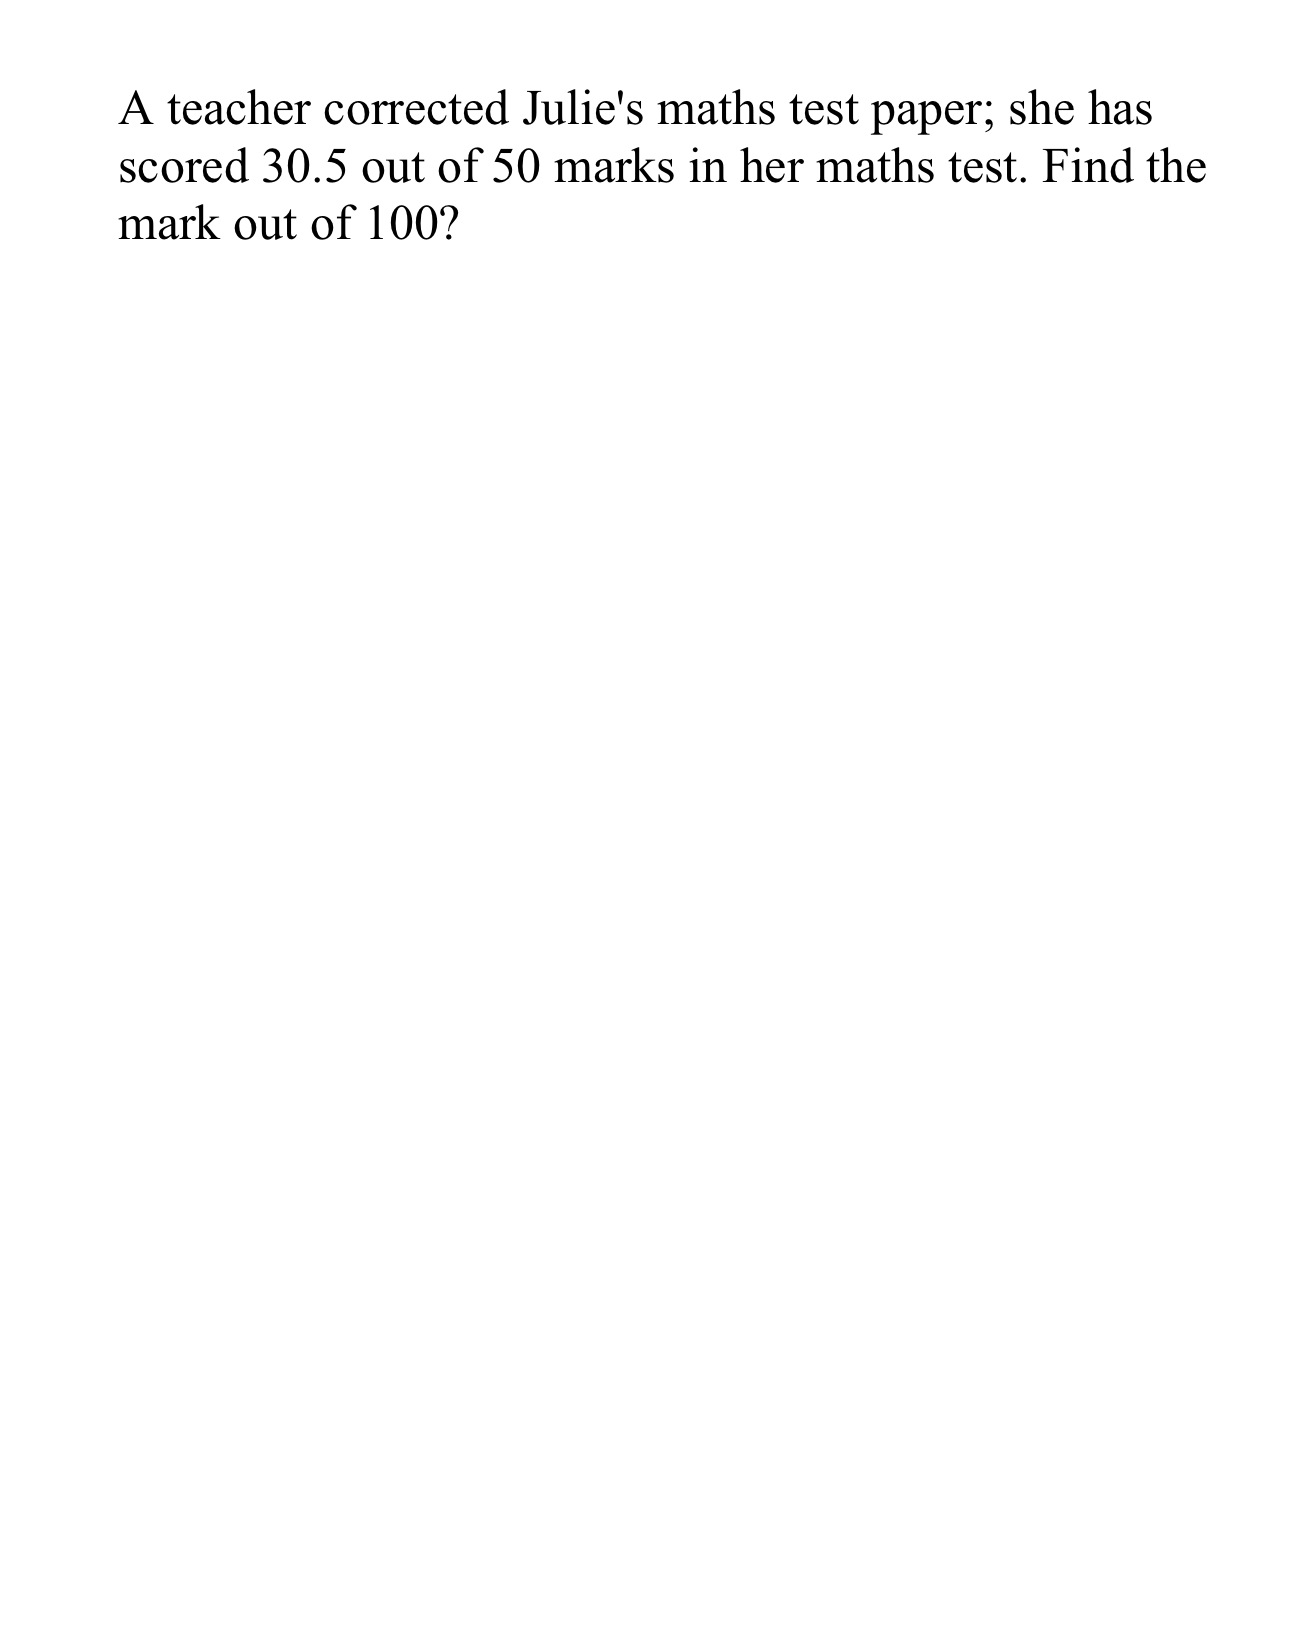 A teacher corrected Julie's maths test paper; she has
scored 30.5 out of 50 marks in her maths test. Find the
mark out of 100?